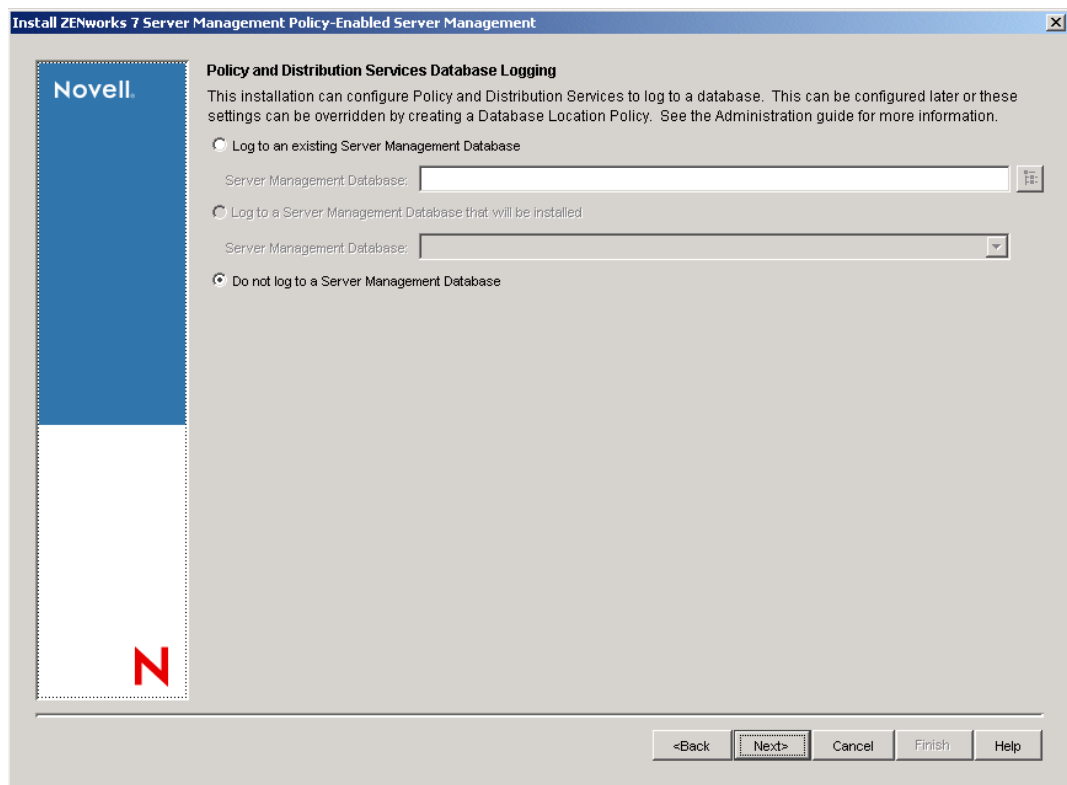 Install ZENworks 7 Server Management Policy-Enabled Server Management
Novell.
Policy and Distribution Services Database Logging
This installation can configure Policy and Distribution Services to log to a database. This can be configured later or these
settings can be overridden by creating a Database Location Policy. See the Administration guide for more information.
Log to an existing Server Management Database
Server Management Database:
Log to a Server Management Database that will be installed
Server Management Database:
Do not log to a Server Management Database
N
<Back Next> Cancel Finish Help